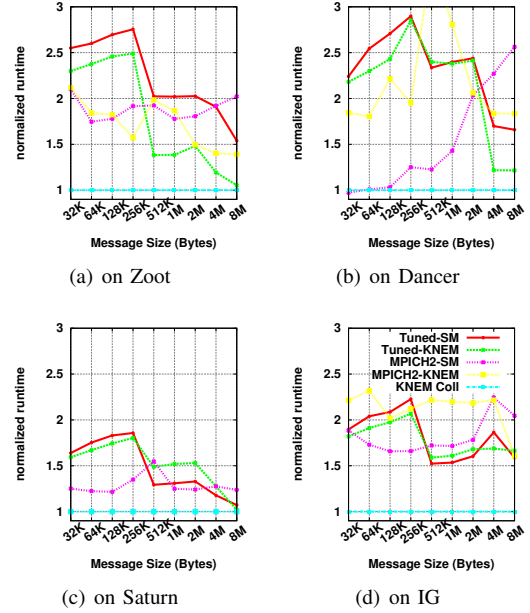 3
2.5
2
1.5
1
normalized runtime
32K 64K 128K 256K 512K 1M 2M 4M 8M
Message Size (Bytes)
(a) on Zoot
3
2.5
2
1.5
1
normalized runtime
32K 64K 128K 256K 512K 1M 2M 4M 8M
Message Size (Bytes)
(b) on Dancer
3
2.5
2
1.5
1
normalized runtime
32K 64K 128K 256K 512K 1M 2M 4M 8M
Message Size (Bytes)
(c) on Saturn
3
2.5
2
1.5
1
normalized runtime
Tuned-SM
Tuned-KNEM
MPICH2-SM
MPICH2-KNEM
KNEM Coll
32K 64K 128K 256K 512K 1M 2M 4M 8M
Message Size (Bytes)
(d) on IG